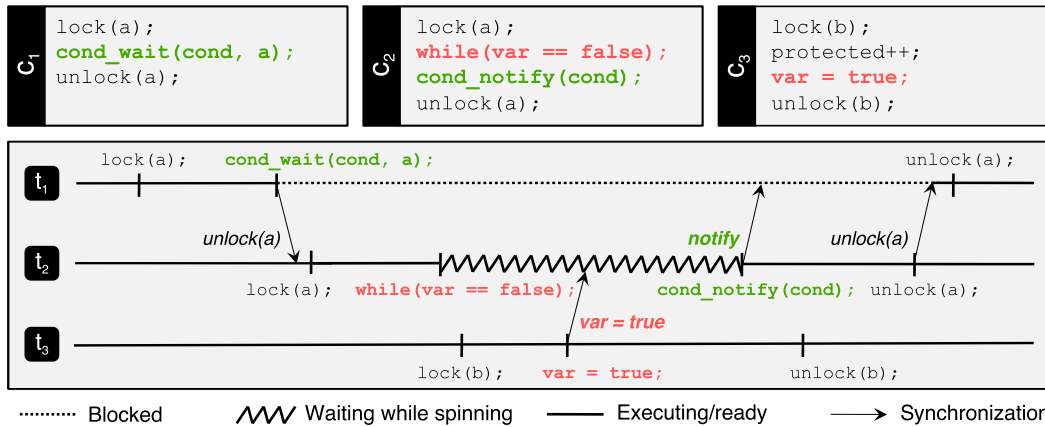 C1
lock(a);
cond_wait(cond, a);
unlock(a);
C2
lock(a);
while(var == false);
cond_notify(cond);
unlock(a);
C3
lock(b);
protected++;
var = true;
unlock(b);
lock(a); cond_wait(cond, a); unlock(a);
t1
unlock(a) notify unlock(a)
t2
lock(a); while(var == false); cond_notify(cond); unlock(a);
var = true
t3
lock(b); var = true; unlock(b);
Blocked Waiting while spinning Executing/ready Synchronization